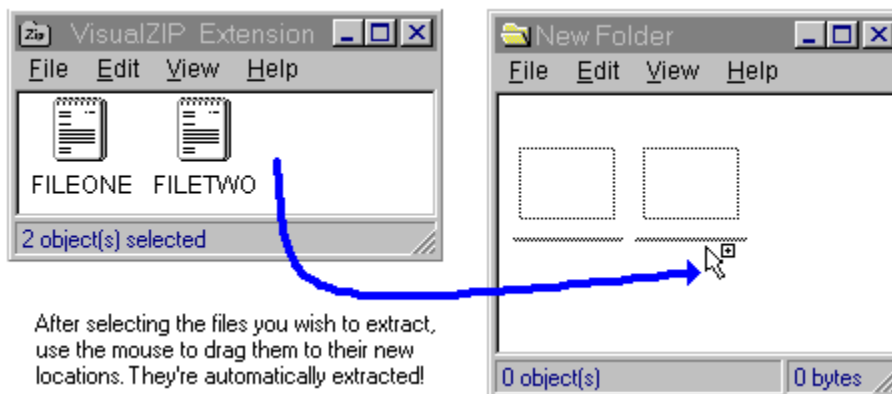 Zip VisualZIP Extension
File Edit View Help
FILEONE FILETWO
2 object(s) selected
After selecting the files you wish to extract,
use the mouse to drag them to their new
locations. They're automatically extracted!
New Folder
File Edit View Help
0 object(s) 0 bytes